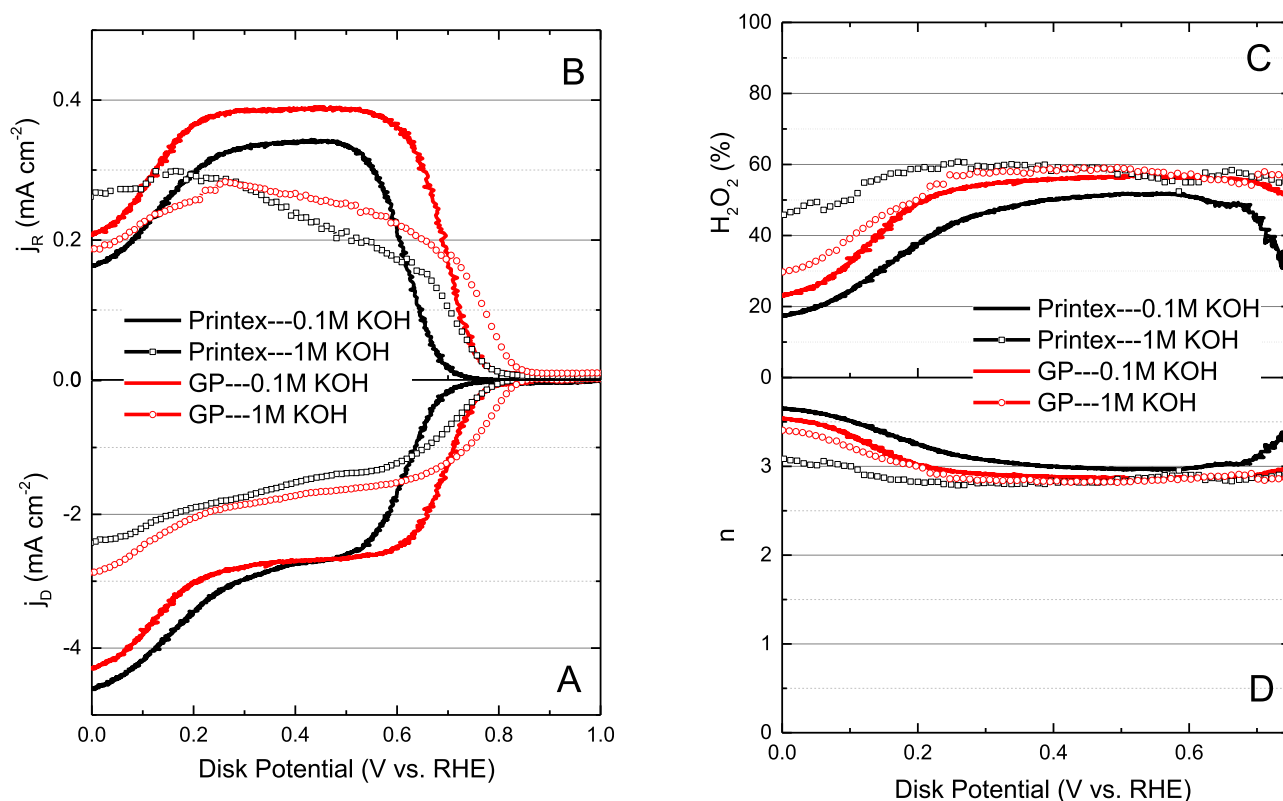 B
j_R (mA cm^-2)
0.4
0.2
0.0
Printex---0.1M KOH
Printex---1M KOH
GP---0.1M KOH
GP---1M KOH
j_D (mA cm^-2)
-2
-4
A
0.0 0.2 0.4 0.6 0.8 1.0
Disk Potential (V vs. RHE)
C
H_2O_2 (%)
100
80
60
40
20
0
Printex---0.1M KOH
Printex---1M KOH
GP---0.1M KOH
GP---1M KOH
n
3
2
1
0
D
0.0 0.2 0.4 0.6
Disk Potential (V vs. RHE)